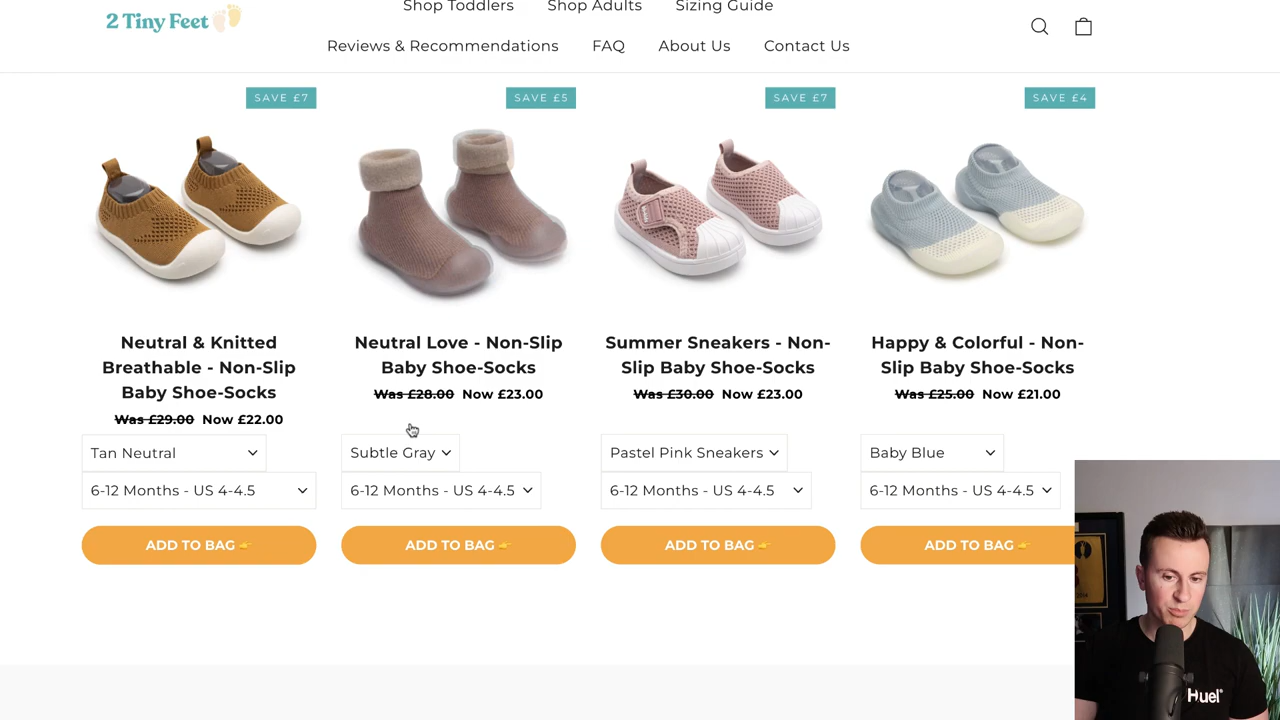 2 Tiny Feet
Shop Toddlers
Shop Adults
Sizing Guide
Reviews & Recommendations
FAQ
About Us
Contact Us
SAVE £7
SAVE £5
SAVE £7
SAVE £4
Neutral & Knitted
Breathable - Non-Slip
Baby Shoe-Socks
Was £29.00 Now £22.00
Tan Neutral
6-12 Months - US 4-4.5
ADD TO BAG 👉
Neutral Love - Non-Slip
Baby Shoe-Socks
Was £28.00 Now £23.00
Subtle Gray
6-12 Months - US 4-4.5
ADD TO BAG 👉
Summer Sneakers - Non-
Slip Baby Shoe-Socks
Was £30.00 Now £23.00
Pastel Pink Sneakers
6-12 Months - US 4-4.5
ADD TO BAG 👉
Happy & Colorful - Non-
Slip Baby Shoe-Socks
Was £25.00 Now £21.00
Baby Blue
6-12 Months - US 4-4.5
ADD TO BAG 👉
Huel